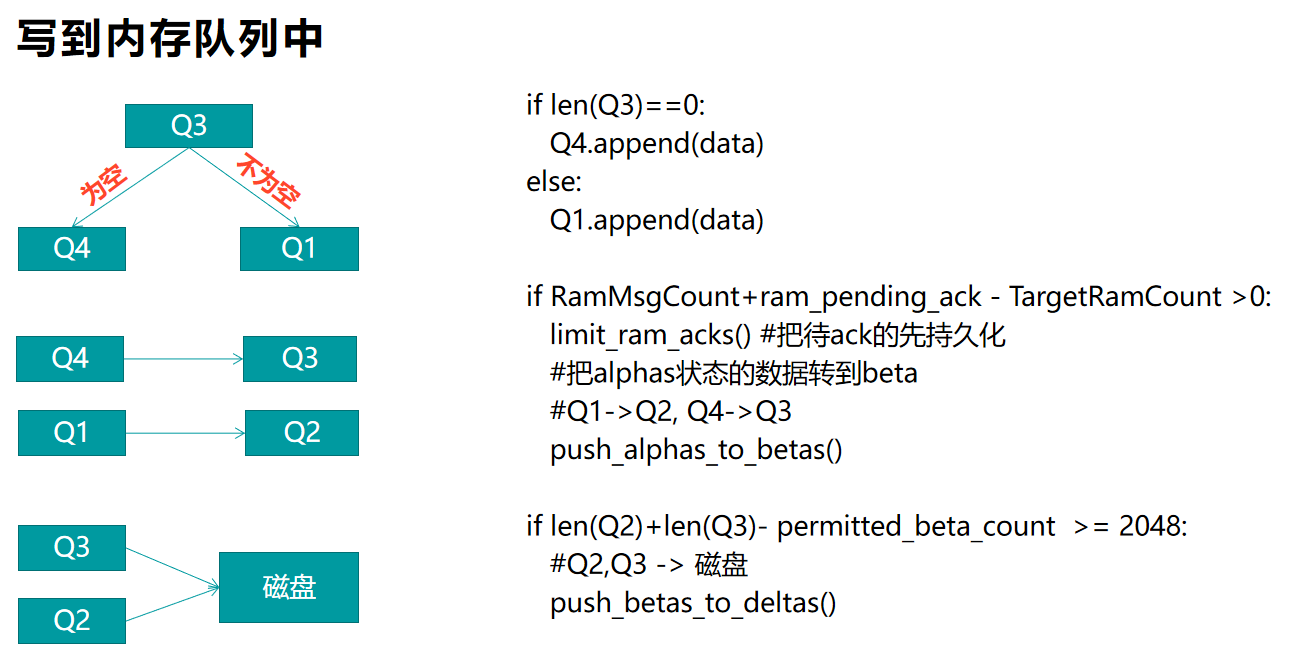 写到内存队列中
Q3
为空
不为空
Q4
Q1
Q4
Q3
Q1
Q2
Q3
Q2
磁盘
if len(Q3)==0:
Q4.append(data)
else:
Q1.append(data)
if RamMsgCount+ram_pending_ack - TargetRamCount >0:
limit_ram_acks() #把待ack的先持久化
#把alphas状态的数据转到beta
#Q1->Q2, Q4->Q3
push_alphas_to_betas()
if len(Q2)+len(Q3)- permitted_beta_count >= 2048:
#Q2,Q3 -> 磁盘
push_betas_to_deltas()